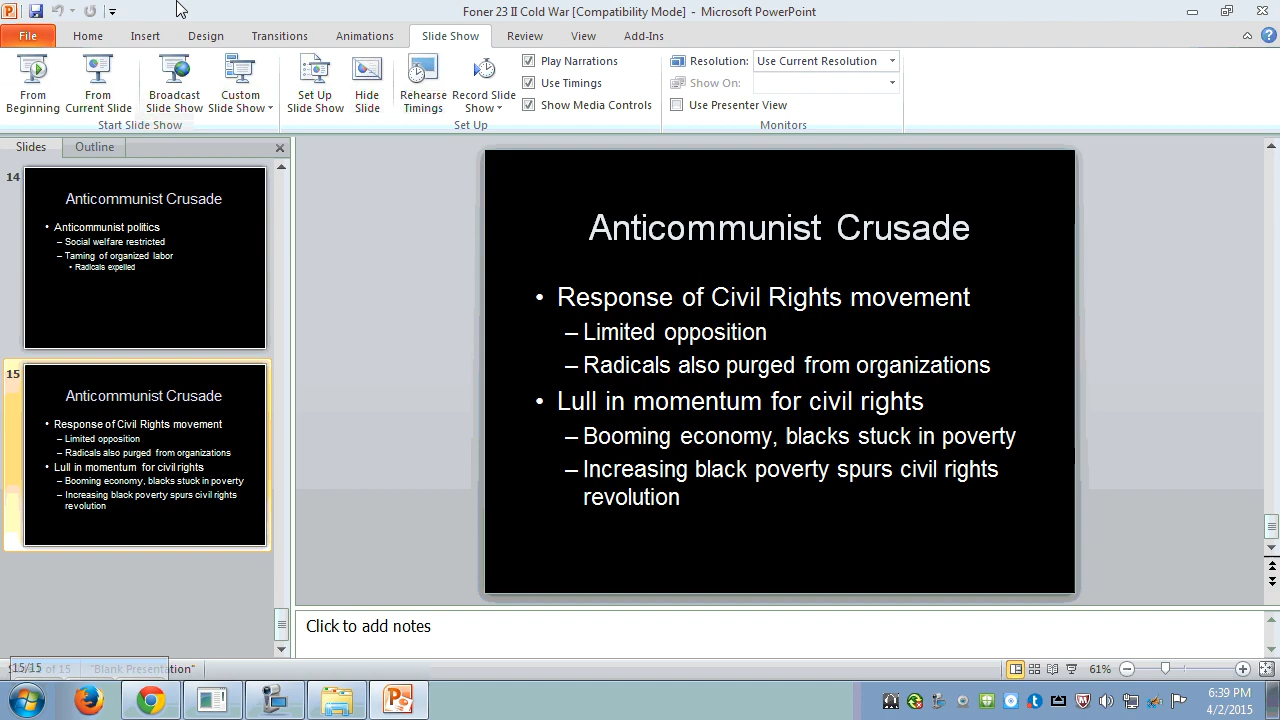 Foner 23 II Cold War [Compatibility Mode] - Microsoft PowerPoint
File Home Insert Design Transitions Animations Slide Show Review View Add-Ins
From Beginning
From Current Slide
Broadcast Slide Show
Custom Slide Show
Start Slide Show
Set Up Slide Show
Hide Slide
Rehearse Timings
Record Slide Show
Play Narrations
Use Timings
Show Media Controls
Set Up
Resolution: Use Current Resolution
Show On:
Use Presenter View
Monitors
Slides Outline
14
Anticommunist Crusade
• Anticommunist politics
– Social welfare restricted
– Taming of organized labor
• Radicals expelled
15
Anticommunist Crusade
• Response of Civil Rights movement
– Limited opposition
– Radicals also purged from organizations
• Lull in momentum for civil rights
– Booming economy, blacks stuck in poverty
– Increasing black poverty spurs civil rights
revolution
Anticommunist Crusade
• Response of Civil Rights movement
– Limited opposition
– Radicals also purged from organizations
• Lull in momentum for civil rights
– Booming economy, blacks stuck in poverty
– Increasing black poverty spurs civil rights
revolution
Click to add notes
15/15 of 15 "Blank Presentation" 61%
6:39 PM
4/2/2015